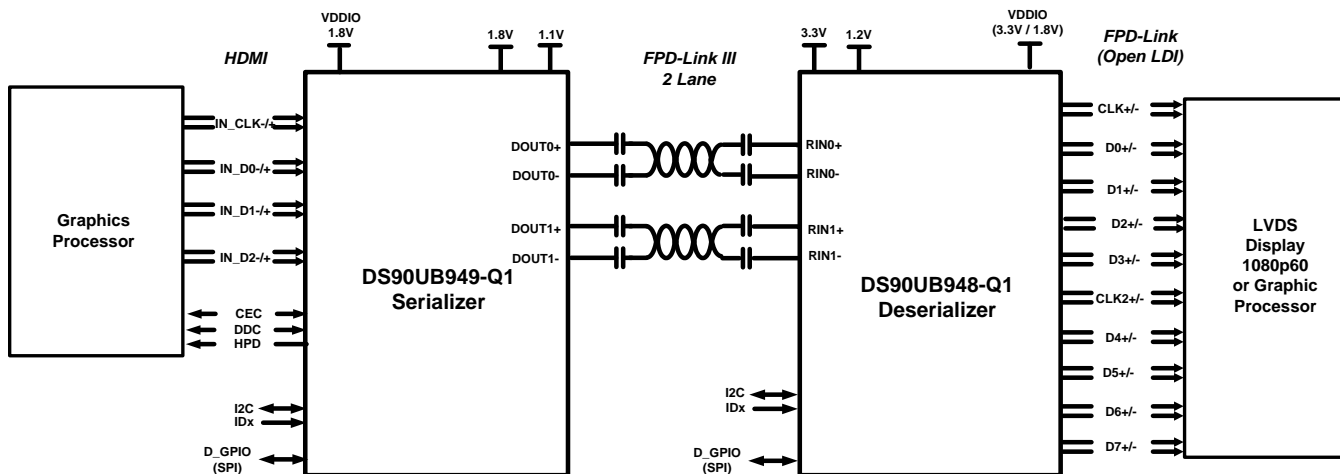 HDMI
VDDIO
1.8V
1.8V
1.1V
FPD-Link III
2 Lane
3.3V
1.2V
VDDIO
(3.3V / 1.8V)
FPD-Link
(Open LDI)
Graphics
Processor
IN_CLK-/+
IN_D0-/+
IN_D1-/+
IN_D2-/+
CEC
DDC
HPD
I2C
IDx
D_GPIO
(SPI)
DOUT0+
DOUT0-
DOUT1+
DOUT1-
DS90UB949-Q1
Serializer
RIN0+
RIN0-
RIN1+
RIN1-
DS90UB948-Q1
Deserializer
I2C
IDx
D_GPIO
(SPI)
CLK+/-
D0+/-
D1+/-
D2+/-
D3+/-
CLK2+/-
D4+/-
D5+/-
D6+/-
D7+/-
LVDS
Display
1080p60
or Graphic
Processor